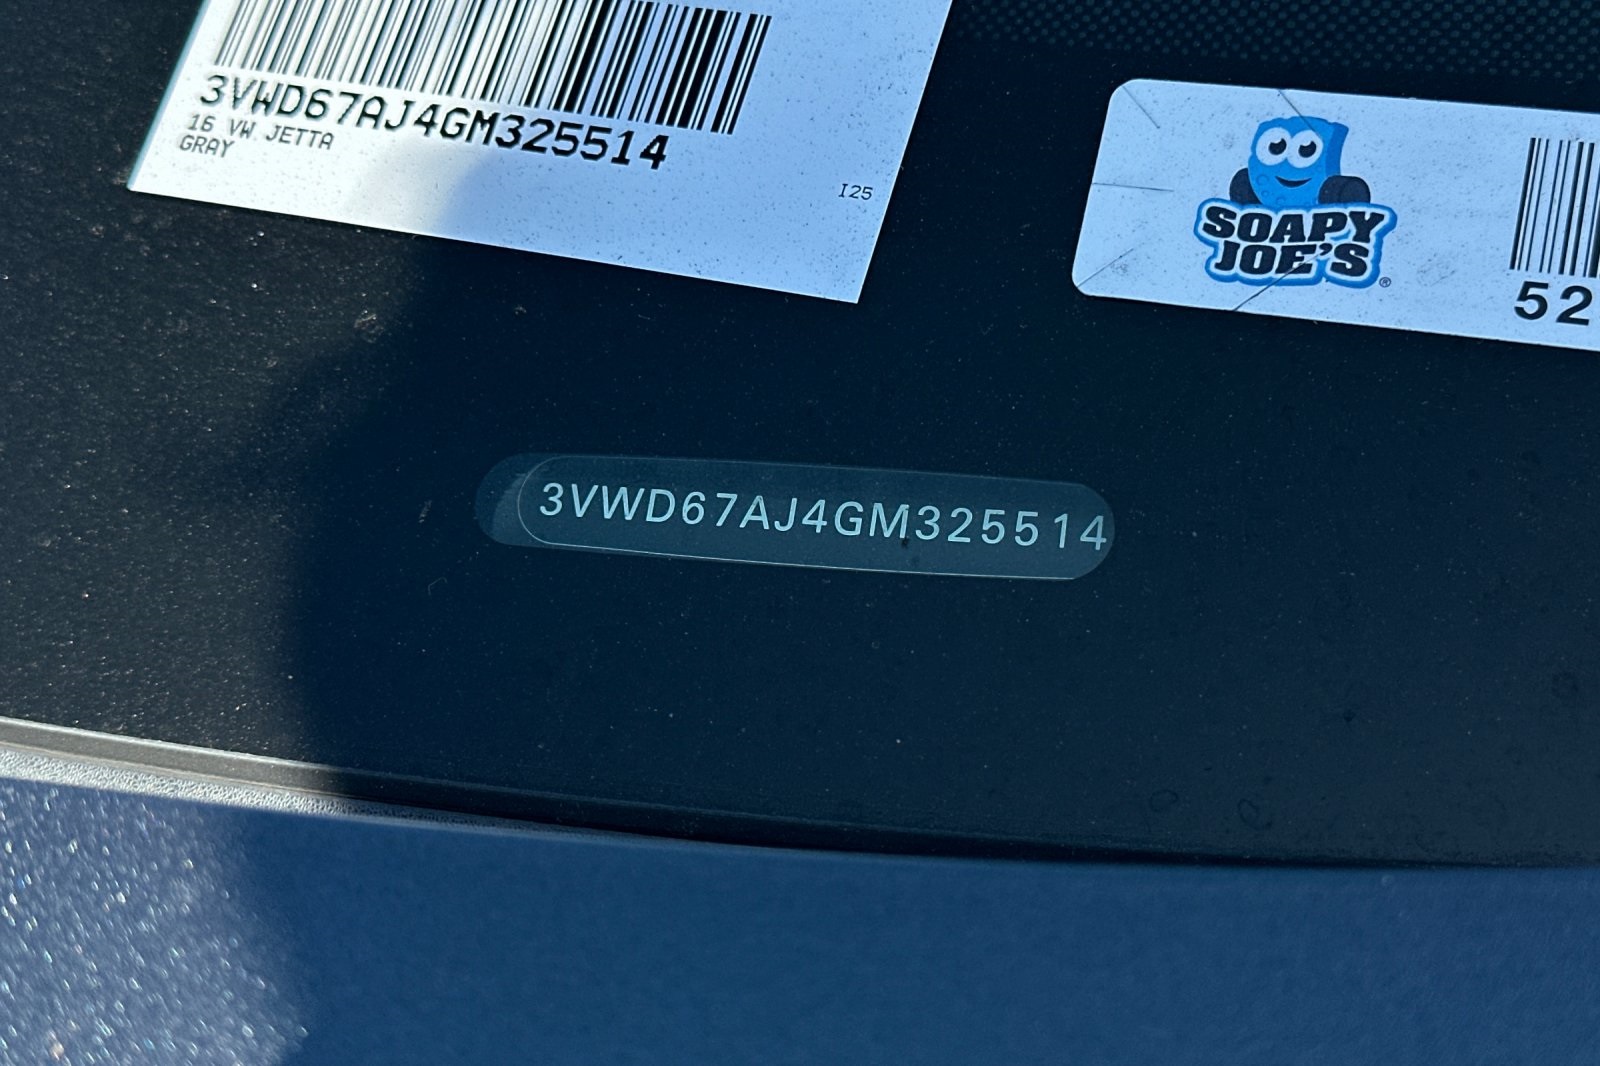 3VWD67AJ4GM325514
16 VW JETTA
GRAY
I25
SOAPY
JOE'S
®
52
3VWD67AJ4GM325514